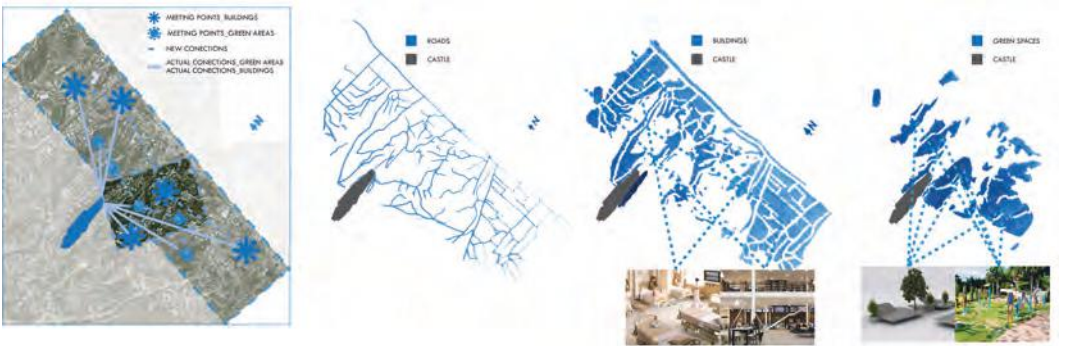 MEETING POINTS_BUILDINGS
MEETING POINTS_GREEN AREAS
NEW CONECTIONS
ACTUAL CONECTIONS_GREEN AREAS
ACTUAL CONECTIONS_BUILDINGS
N
ROADS
CASTLE
N
BUILDINGS
CASTLE
N
GREEN SPACES
CASTLE
N